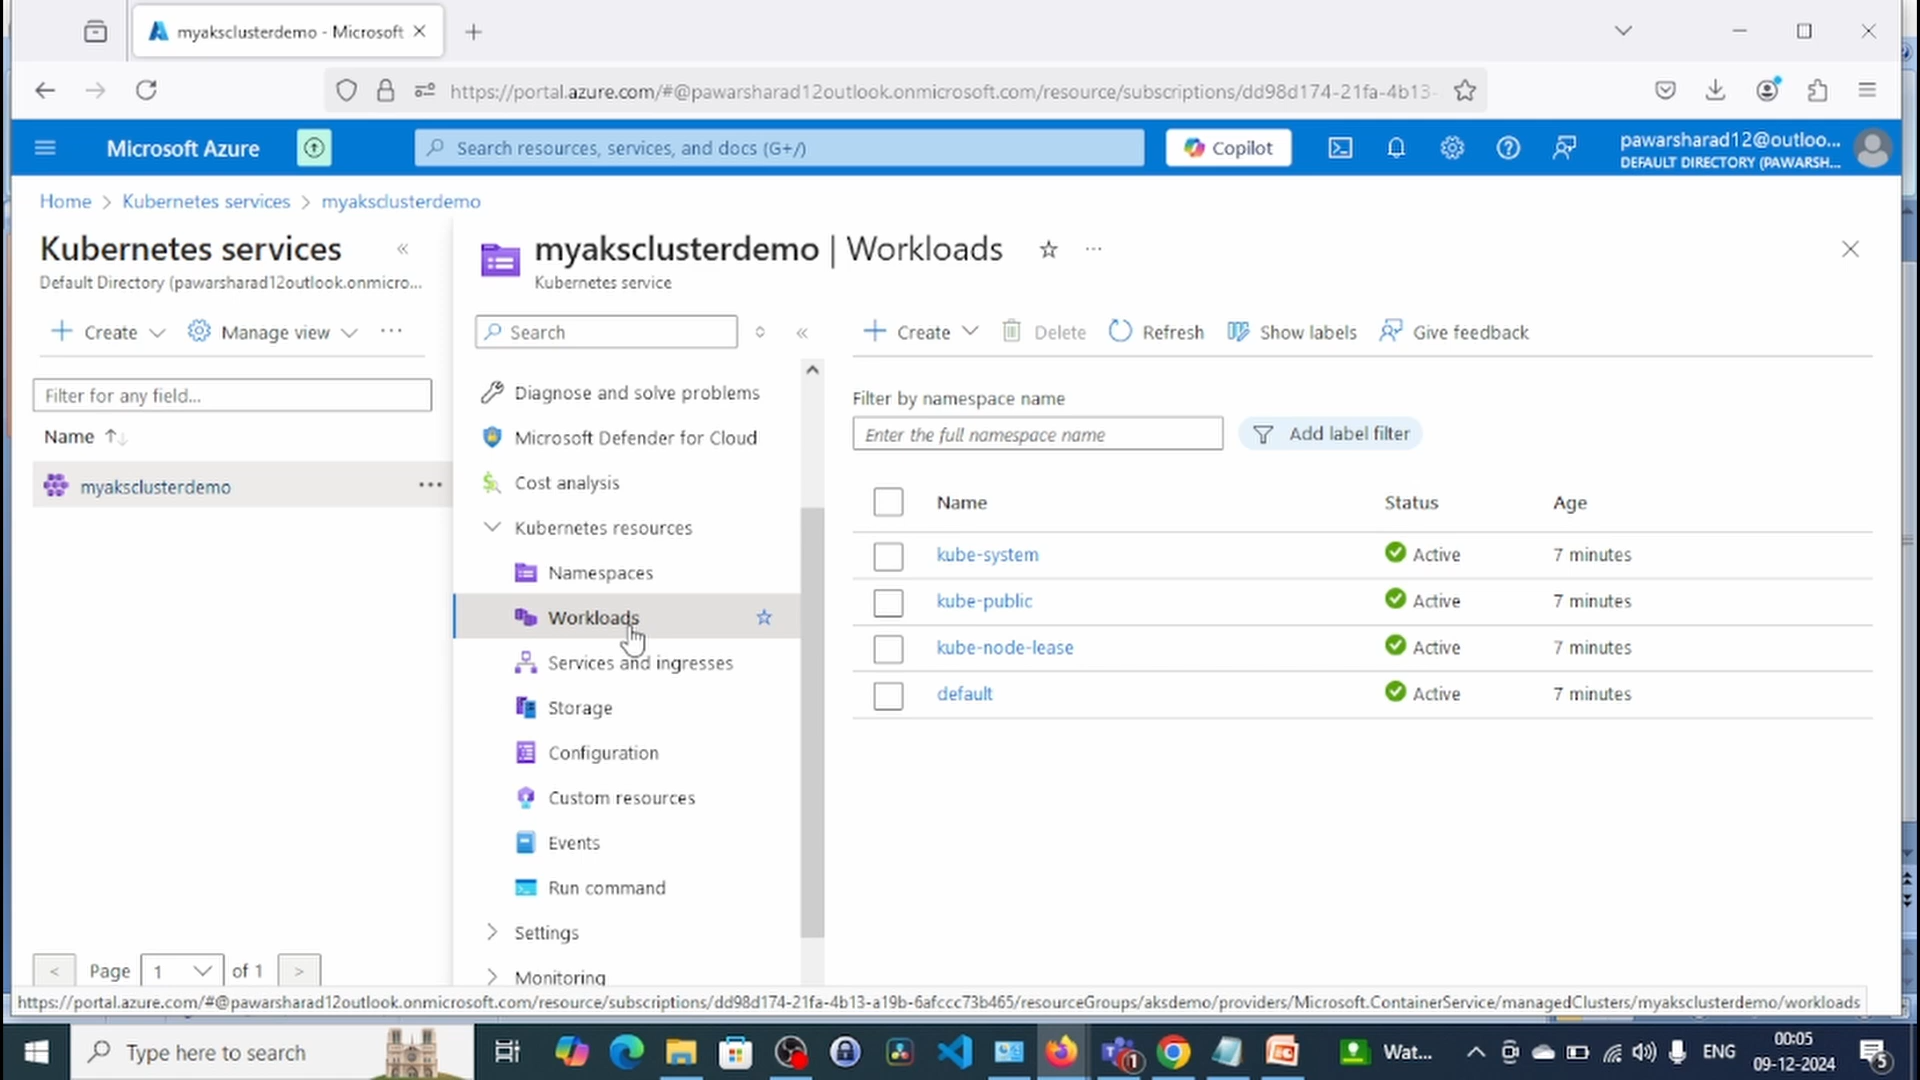 myaksclusterdemo - Microsoft
https://portal.azure.com/#@pawarsharad12outlook.onmicrosoft.com/resource/subscriptions/dd98d174-21fa-4b13-
Microsoft Azure
Search resources, services, and docs (G+/)
Copilot
pawarsharad12@outloo...
DEFAULT DIRECTORY (PAWARSH...
Home > Kubernetes services > myaksclusterdemo
Kubernetes services
Default Directory (pawarsharad12outlook.onmicro...
Create
Manage view
Filter for any field...
Name
myaksclusterdemo
Page 1 of 1
myaksclusterdemo | Workloads
Kubernetes service
Search
Diagnose and solve problems
Microsoft Defender for Cloud
Cost analysis
Kubernetes resources
Namespaces
Workloads
Services and ingresses
Storage
Configuration
Custom resources
Events
Run command
Settings
Monitoring
Create
Delete
Refresh
Show labels
Give feedback
Filter by namespace name
Enter the full namespace name
Add label filter
Name Status Age
kube-system Active 7 minutes
kube-public Active 7 minutes
kube-node-lease Active 7 minutes
default Active 7 minutes
https://portal.azure.com/#@pawarsharad12outlook.onmicrosoft.com/resource/subscriptions/dd98d174-21fa-4b13-a19b-6afccc73b465/resourceGroups/aksdemo/providers/Microsoft.ContainerService/managedClusters/myaksclusterdemo/workloads
Type here to search
1
Wat...
ENG
00:05
09-12-2024
5